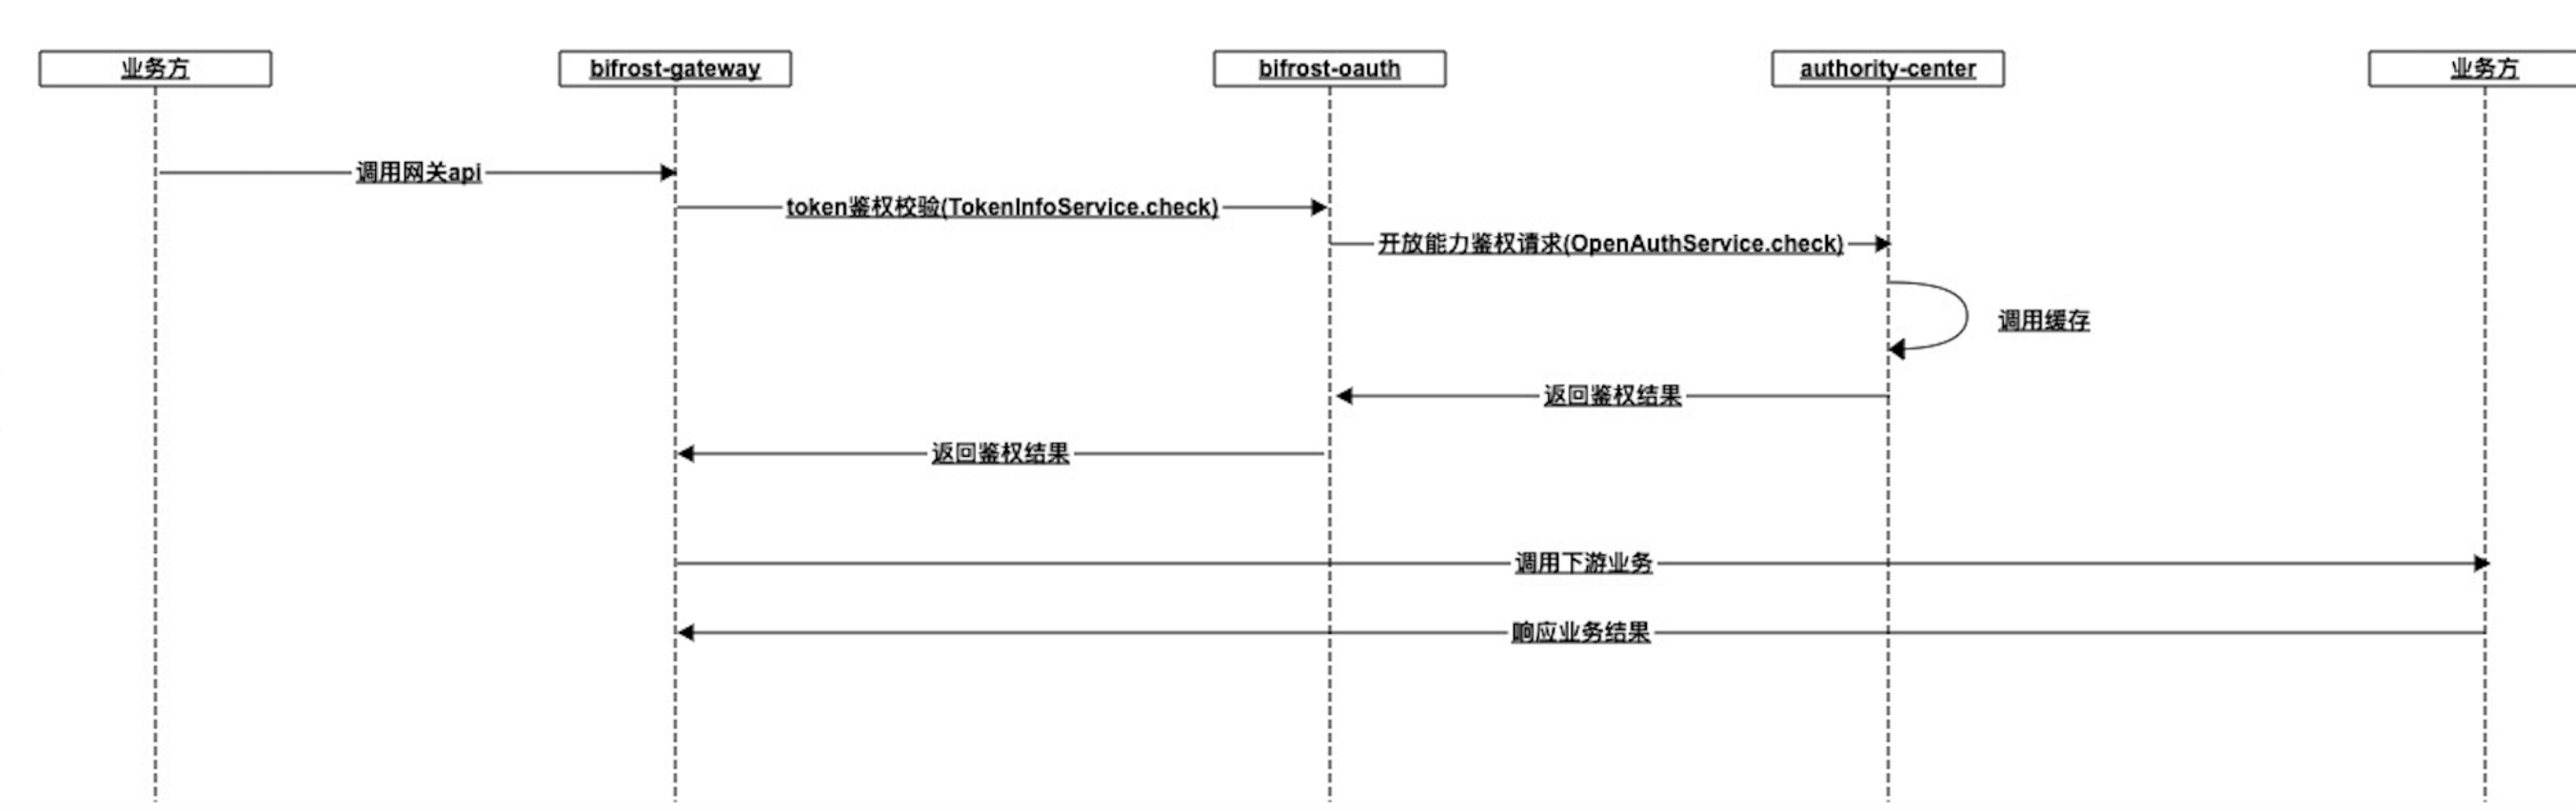 业务方
bifrost-gateway
bifrost-oauth
authority-center
业务方
调用网关api
token鉴权校验(TokenInfoService.check)
开放能力鉴权请求(OpenAuthService.check)
调用缓存
返回鉴权结果
返回鉴权结果
调用下游业务
响应业务结果